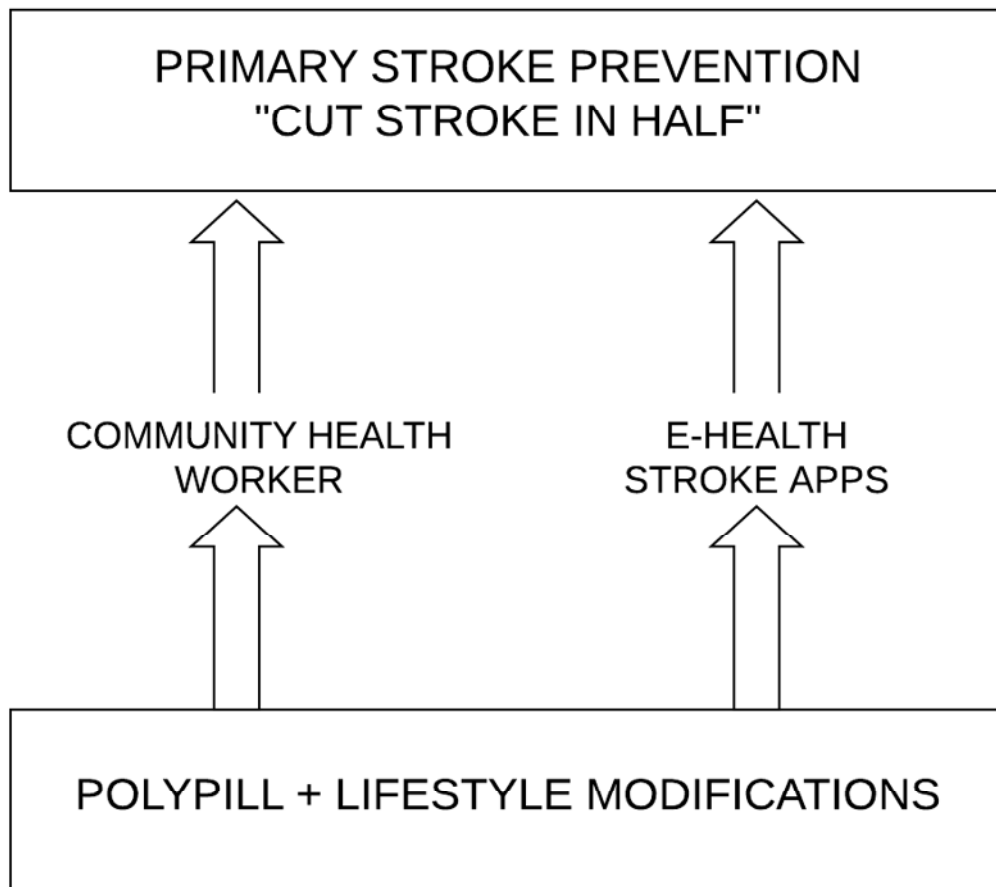 PRIMARY STROKE PREVENTION
"CUT STROKE IN HALF"
COMMUNITY HEALTH
WORKER
E-HEALTH
STROKE APPS
POLYPILL + LIFESTYLE MODIFICATIONS